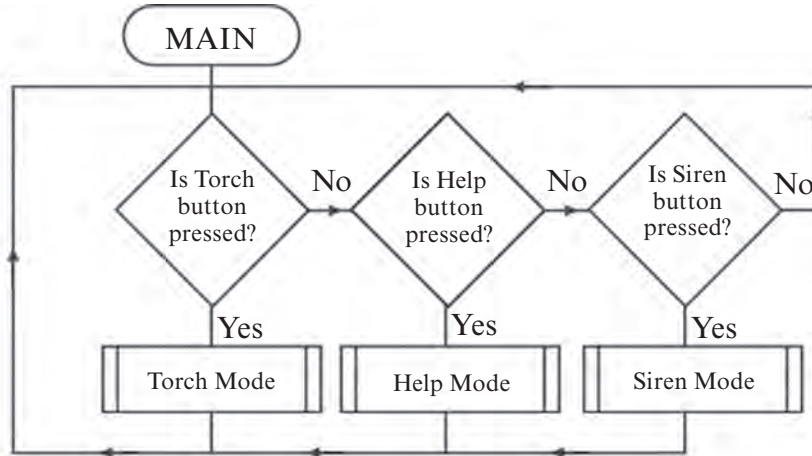 MAIN
Is Torch
button
pressed?
No
Is Help
button
pressed?
No
Is Siren
button
pressed?
No
Yes
Yes
Yes
Torch Mode
Help Mode
Siren Mode